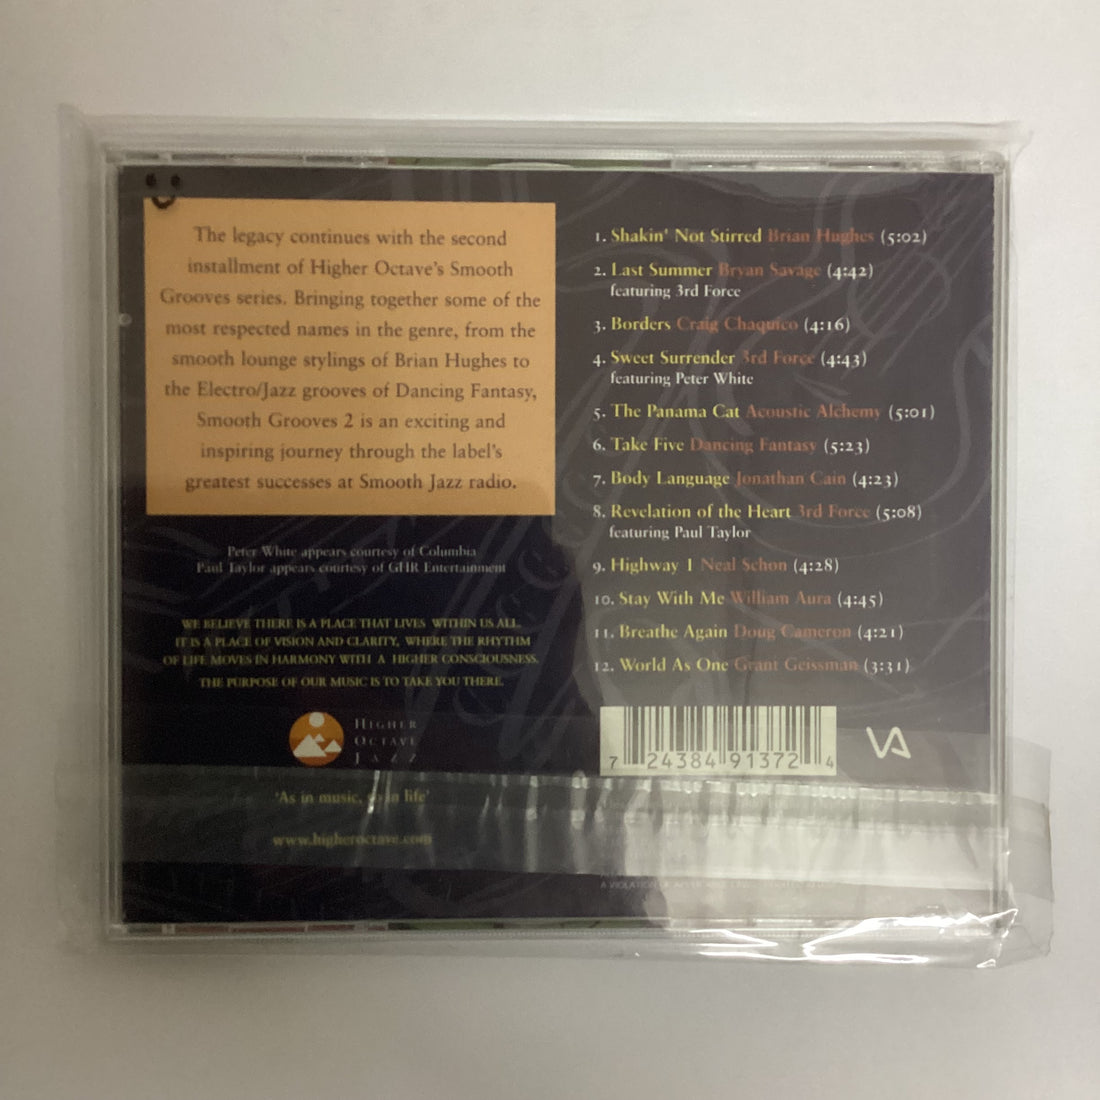 The legacy continues with the second
installment of Higher Octave's Smooth
Grooves series. Bringing together some of the
most respected names in the genre, from the
smooth lounge stylings of Brian Hughes to
the Electro/Jazz grooves of Dancing Fantasy,
Smooth Grooves 2 is an exciting and
inspiring journey through the label's
greatest successes at Smooth Jazz radio.
Peter White appears courtesy of Columbia
Paul Taylor appears courtesy of GHR Entertainment
WE BELIEVE THERE IS A PLACE THAT LIVES WITHIN US ALL.
IT IS A PLACE OF VISION AND CLARITY, WHERE THE RHYTHM
OF LIFE MOVES IN HARMONY WITH A HIGHER CONSCIOUSNESS.
THE PURPOSE OF OUR MUSIC IS TO TAKE YOU THERE.
HIGHER
OCTAVE
JAZZ
'As in music, so in life'
www.higheroctave.com
1. Shakin' Not Stirred Brian Hughes (5:02)
2. Last Summer Bryan Savage (4:42)
featuring 3rd Force
3. Borders Craig Chaquico (4:16)
4. Sweet Surrender 3rd Force (4:43)
featuring Peter White
5. The Panama Cat Acoustic Alchemy (5:01)
6. Take Five Dancing Fantasy (5:23)
7. Body Language Jonathan Cain (4:23)
8. Revelation of the Heart 3rd Force (5:08)
featuring Paul Taylor
9. Highway 1 Neal Schon (4:28)
10. Stay With Me William Aura (4:45)
11. Breathe Again Doug Cameron (4:21)
12. World As One Grant Geissman (3:31)
7 24384 91372 4
A VIOLATION OF